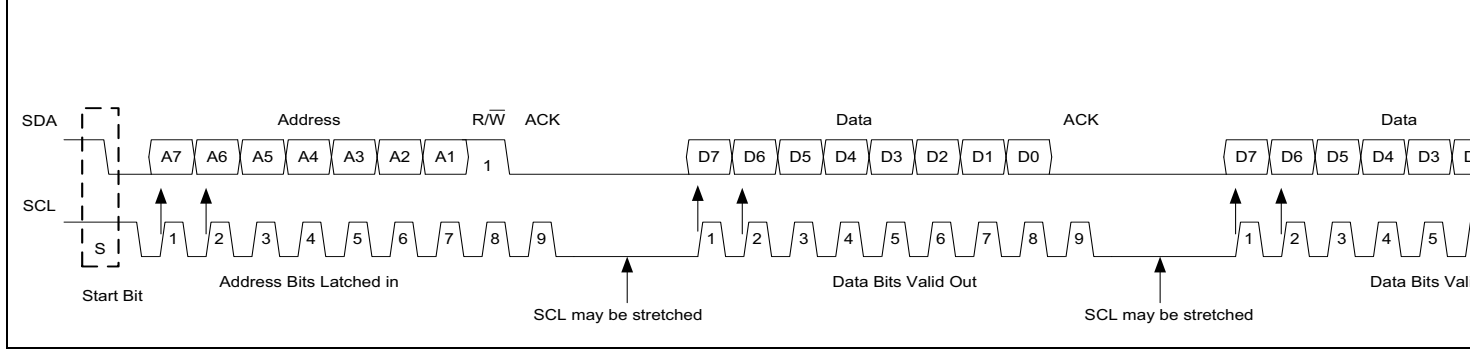 SDA Address R/W̅ ACK Data ACK Data
A7 A6 A5 A4 A3 A2 A1 1 D7 D6 D5 D4 D3 D2 D1 D0 D7 D6 D5 D4 D3
SCL
S 1 2 3 4 5 6 7 8 9 1 2 3 4 5 6 7 8 9 1 2 3 4 5
Address Bits Latched in Data Bits Valid Out Data Bits Val
Start Bit
SCL may be stretched SCL may be stretched